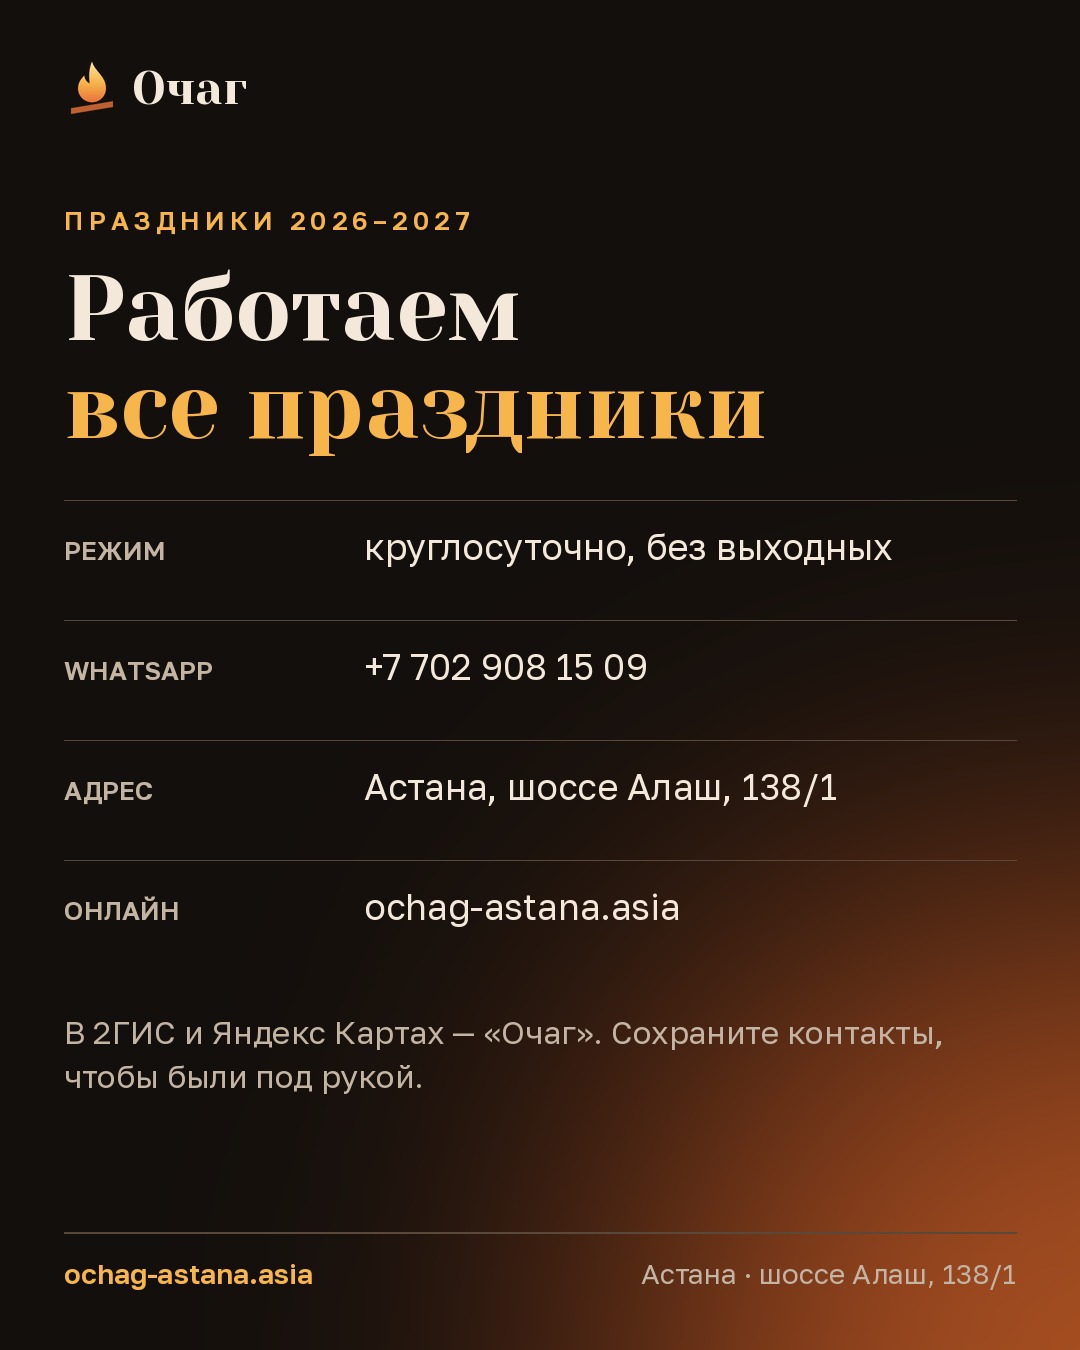 Очаг
ПРАЗДНИКИ 2026–2027
Работаем
все праздники
РЕЖИМ круглосуточно, без выходных
WHATSAPP +7 702 908 15 09
АДРЕС Астана, шоссе Алаш, 138/1
ОНЛАЙН ochag-astana.asia
В 2ГИС и Яндекс Картах — «Очаг». Сохраните контакты,
чтобы были под рукой.
ochag-astana.asia Астана · шоссе Алаш, 138/1